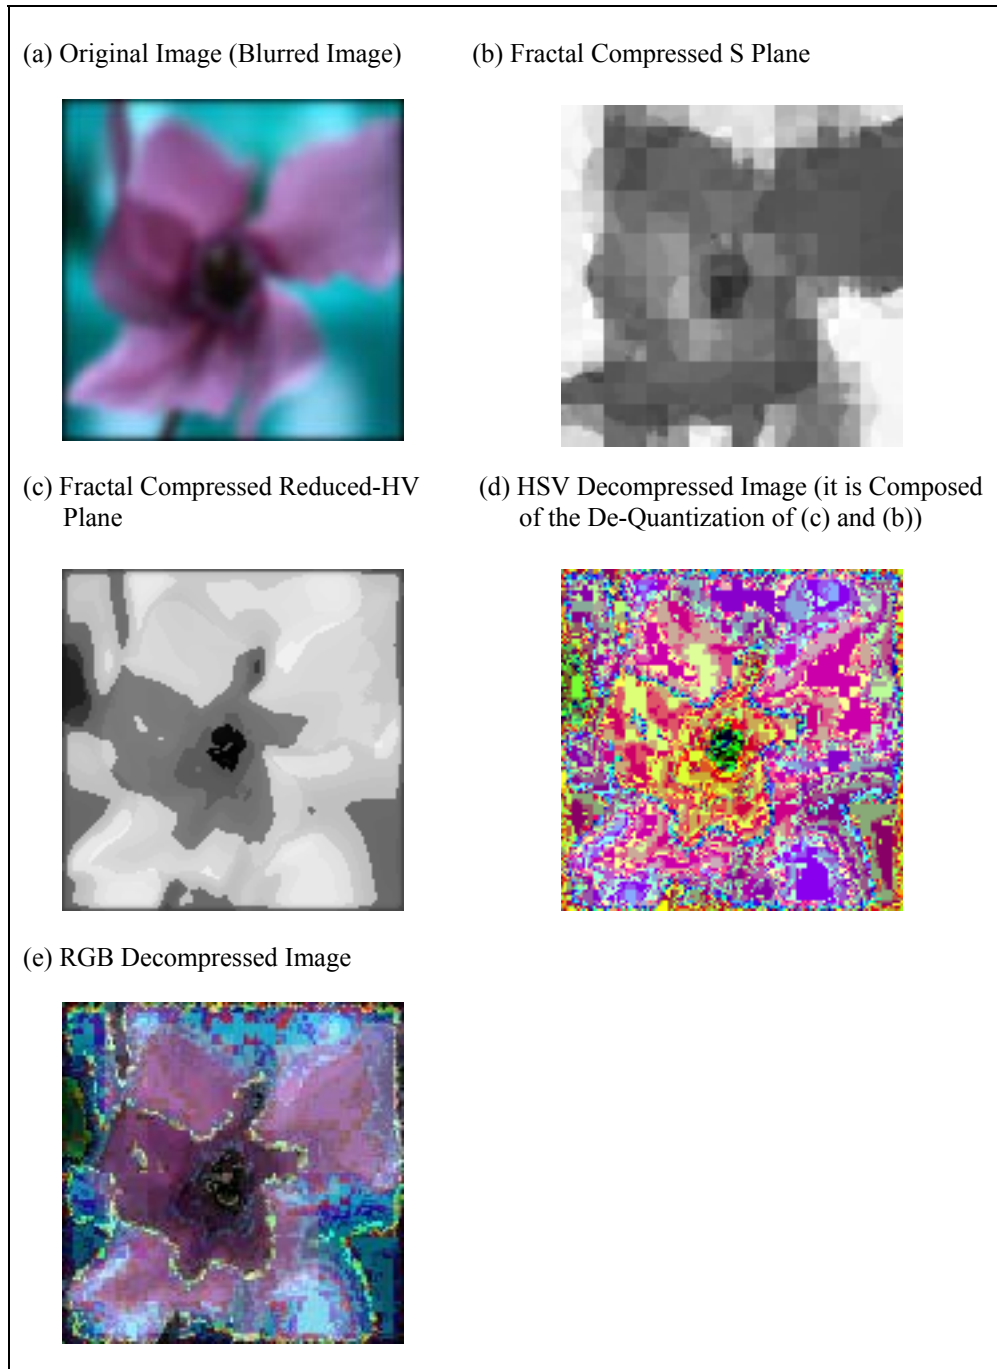 (a) Original Image (Blurred Image)
(b) Fractal Compressed S Plane
(c) Fractal Compressed Reduced-HV
Plane
(d) HSV Decompressed Image (it is Composed
of the De-Quantization of (c) and (b))
(e) RGB Decompressed Image